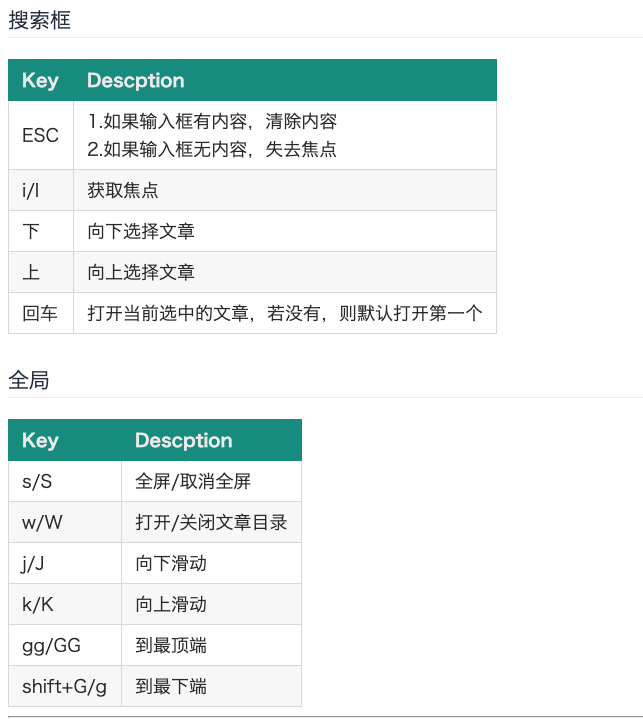 搜索框
Key Descption
ESC 1.如果输入框有内容，清除内容
2.如果输入框无内容，失去焦点
i/I 获取焦点
下 向下选择文章
上 向上选择文章
回车 打开当前选中的文章，若没有，则默认打开第一个
全局
Key Descption
s/S 全屏/取消全屏
w/W 打开/关闭文章目录
j/J 向下滑动
k/K 向上滑动
gg/GG 到最顶端
shift+G/g 到最下端